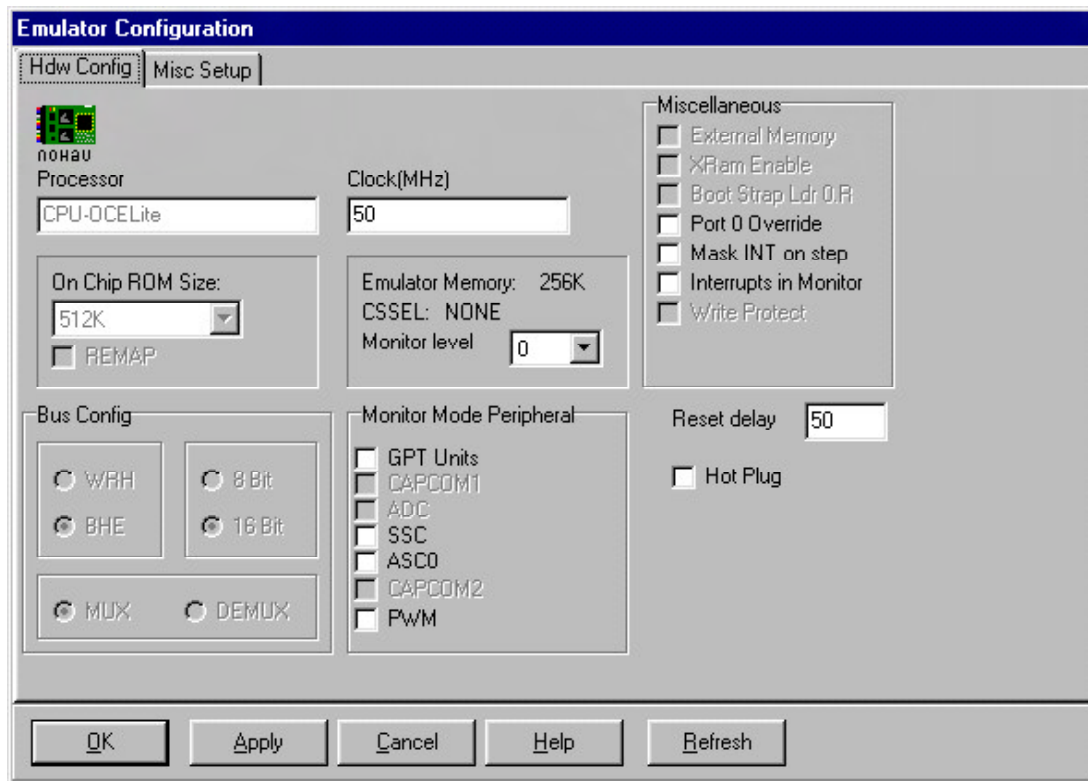 Emulator Configuration
Hdw Config
Misc Setup
nohau
Processor
CPU-OCELite
Clock(MHz)
50
On Chip ROM Size:
512K
REMAP
Emulator Memory: 256K
CSSEL: NONE
Monitor level 0
Miscellaneous
External Memory
XRam Enable
Boot Strap Ldr 0.R
Port 0 Override
Mask INT on step
Interrupts in Monitor
Write Protect
Bus Config
WRH
BHE
8 Bit
16 Bit
MUX
DEMUX
Monitor Mode Peripheral
GPT Units
CAPCOM1
ADC
SSC
ASC0
CAPCOM2
PWM
Reset delay 50
Hot Plug
OK
Apply
Cancel
Help
Refresh